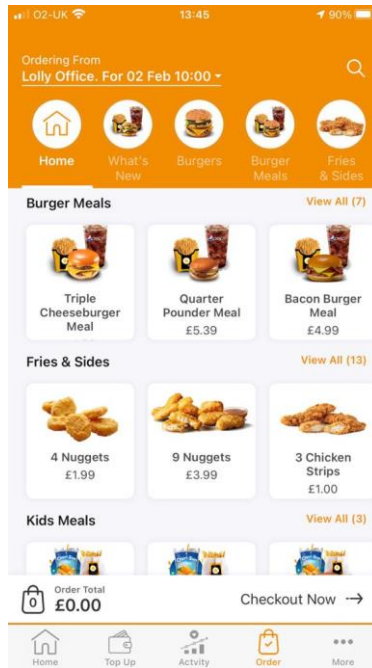 O2-UK 13:45 90%
Ordering From
Lolly Office. For 02 Feb 10:00
Home
What's
New
Burgers
Burger
Meals
Fries
& Sides
Burger Meals View All (7)
Triple
Cheeseburger
Meal
Quarter
Pounder Meal
£5.39
Bacon Burger
Meal
£4.99
Fries & Sides View All (13)
4 Nuggets
£1.99
9 Nuggets
£3.99
3 Chicken
Strips
£1.00
Kids Meals View All (3)
0
Order Total
£0.00
Checkout Now
Home Top Up Actvity Order More